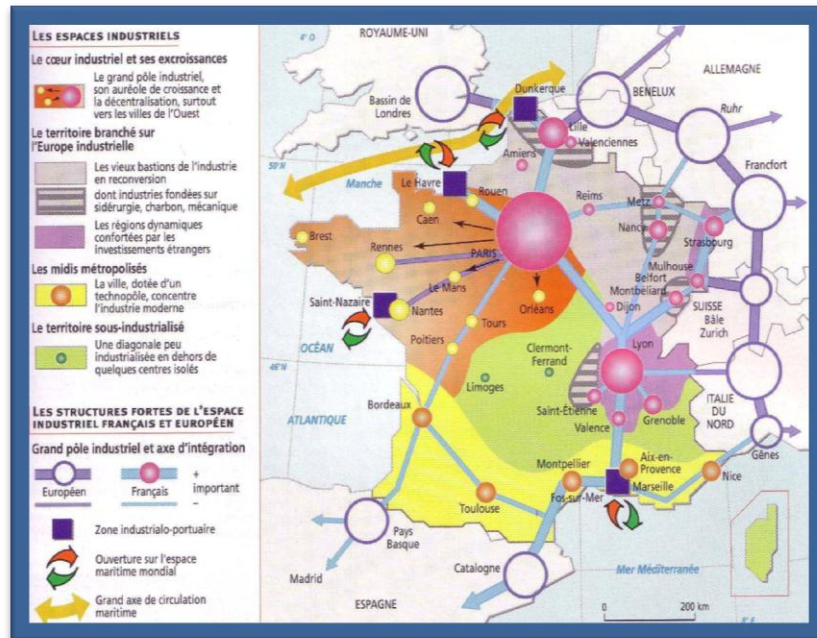 LES ESPACES INDUSTRIELS
Le cœur industriel et ses excroissances
Le grand pôle industriel,
son auréole de croissance et
la décentralisation, surtout
vers les villes de l'Ouest
Le territoire branché sur
l'Europe industrielle
Les vieux bastions de l'industrie
en reconversion
dont industries fondées sur
sidérurgie, charbon, mécanique
Les régions dynamiques
confortées par les
investissements étrangers
Les midis métropolisés
La ville, dotée d'un
technopôle, concentre
l'industrie moderne
Le territoire sous-industrialisé
Une diagonale peu
industrialisée en dehors de
quelques centres isolés
LES STRUCTURES FORTES DE L'ESPACE
INDUSTRIEL FRANÇAIS ET EUROPÉEN
Grand pôle industriel et axe d'intégration
+
important
Européen
Français
–
Zone industrialo-portuaire
Ouverture sur l'espace
maritime mondial
Grand axe de circulation
maritime
0°
ROYAUME-UNI
4° E
ALLEMAGNE
Bassin de
Londres
Dunkerque
BENELUX
Ruhr
Lille
Valenciennes
Amiens
Francfort
50°N
Manche
Le Havre
Rouen
Reims
Metz
Caen
Nancy
Strasbourg
Brest
Rennes
PARIS
Mulhouse
Belfort
Montbéliard
Le Mans
Orléans
Saint-Nazaire
Nantes
Dijon
SUISSE
Bâle
Zurich
Tours
OCÉAN
Poitiers
Lyon
Clermont-
Ferrand
46°N
Limoges
ITALIE
DU
NORD
Saint-Étienne
Grenoble
ATLANTIQUE
Bordeaux
Valence
Gênes
Montpellier
Aix-en-
Provence
Nice
Fos-sur-Mer
Marseille
Toulouse
Pays
Basque
Madrid
Catalogne
Mer Méditerranée
ESPAGNE
0
200 km
8° E